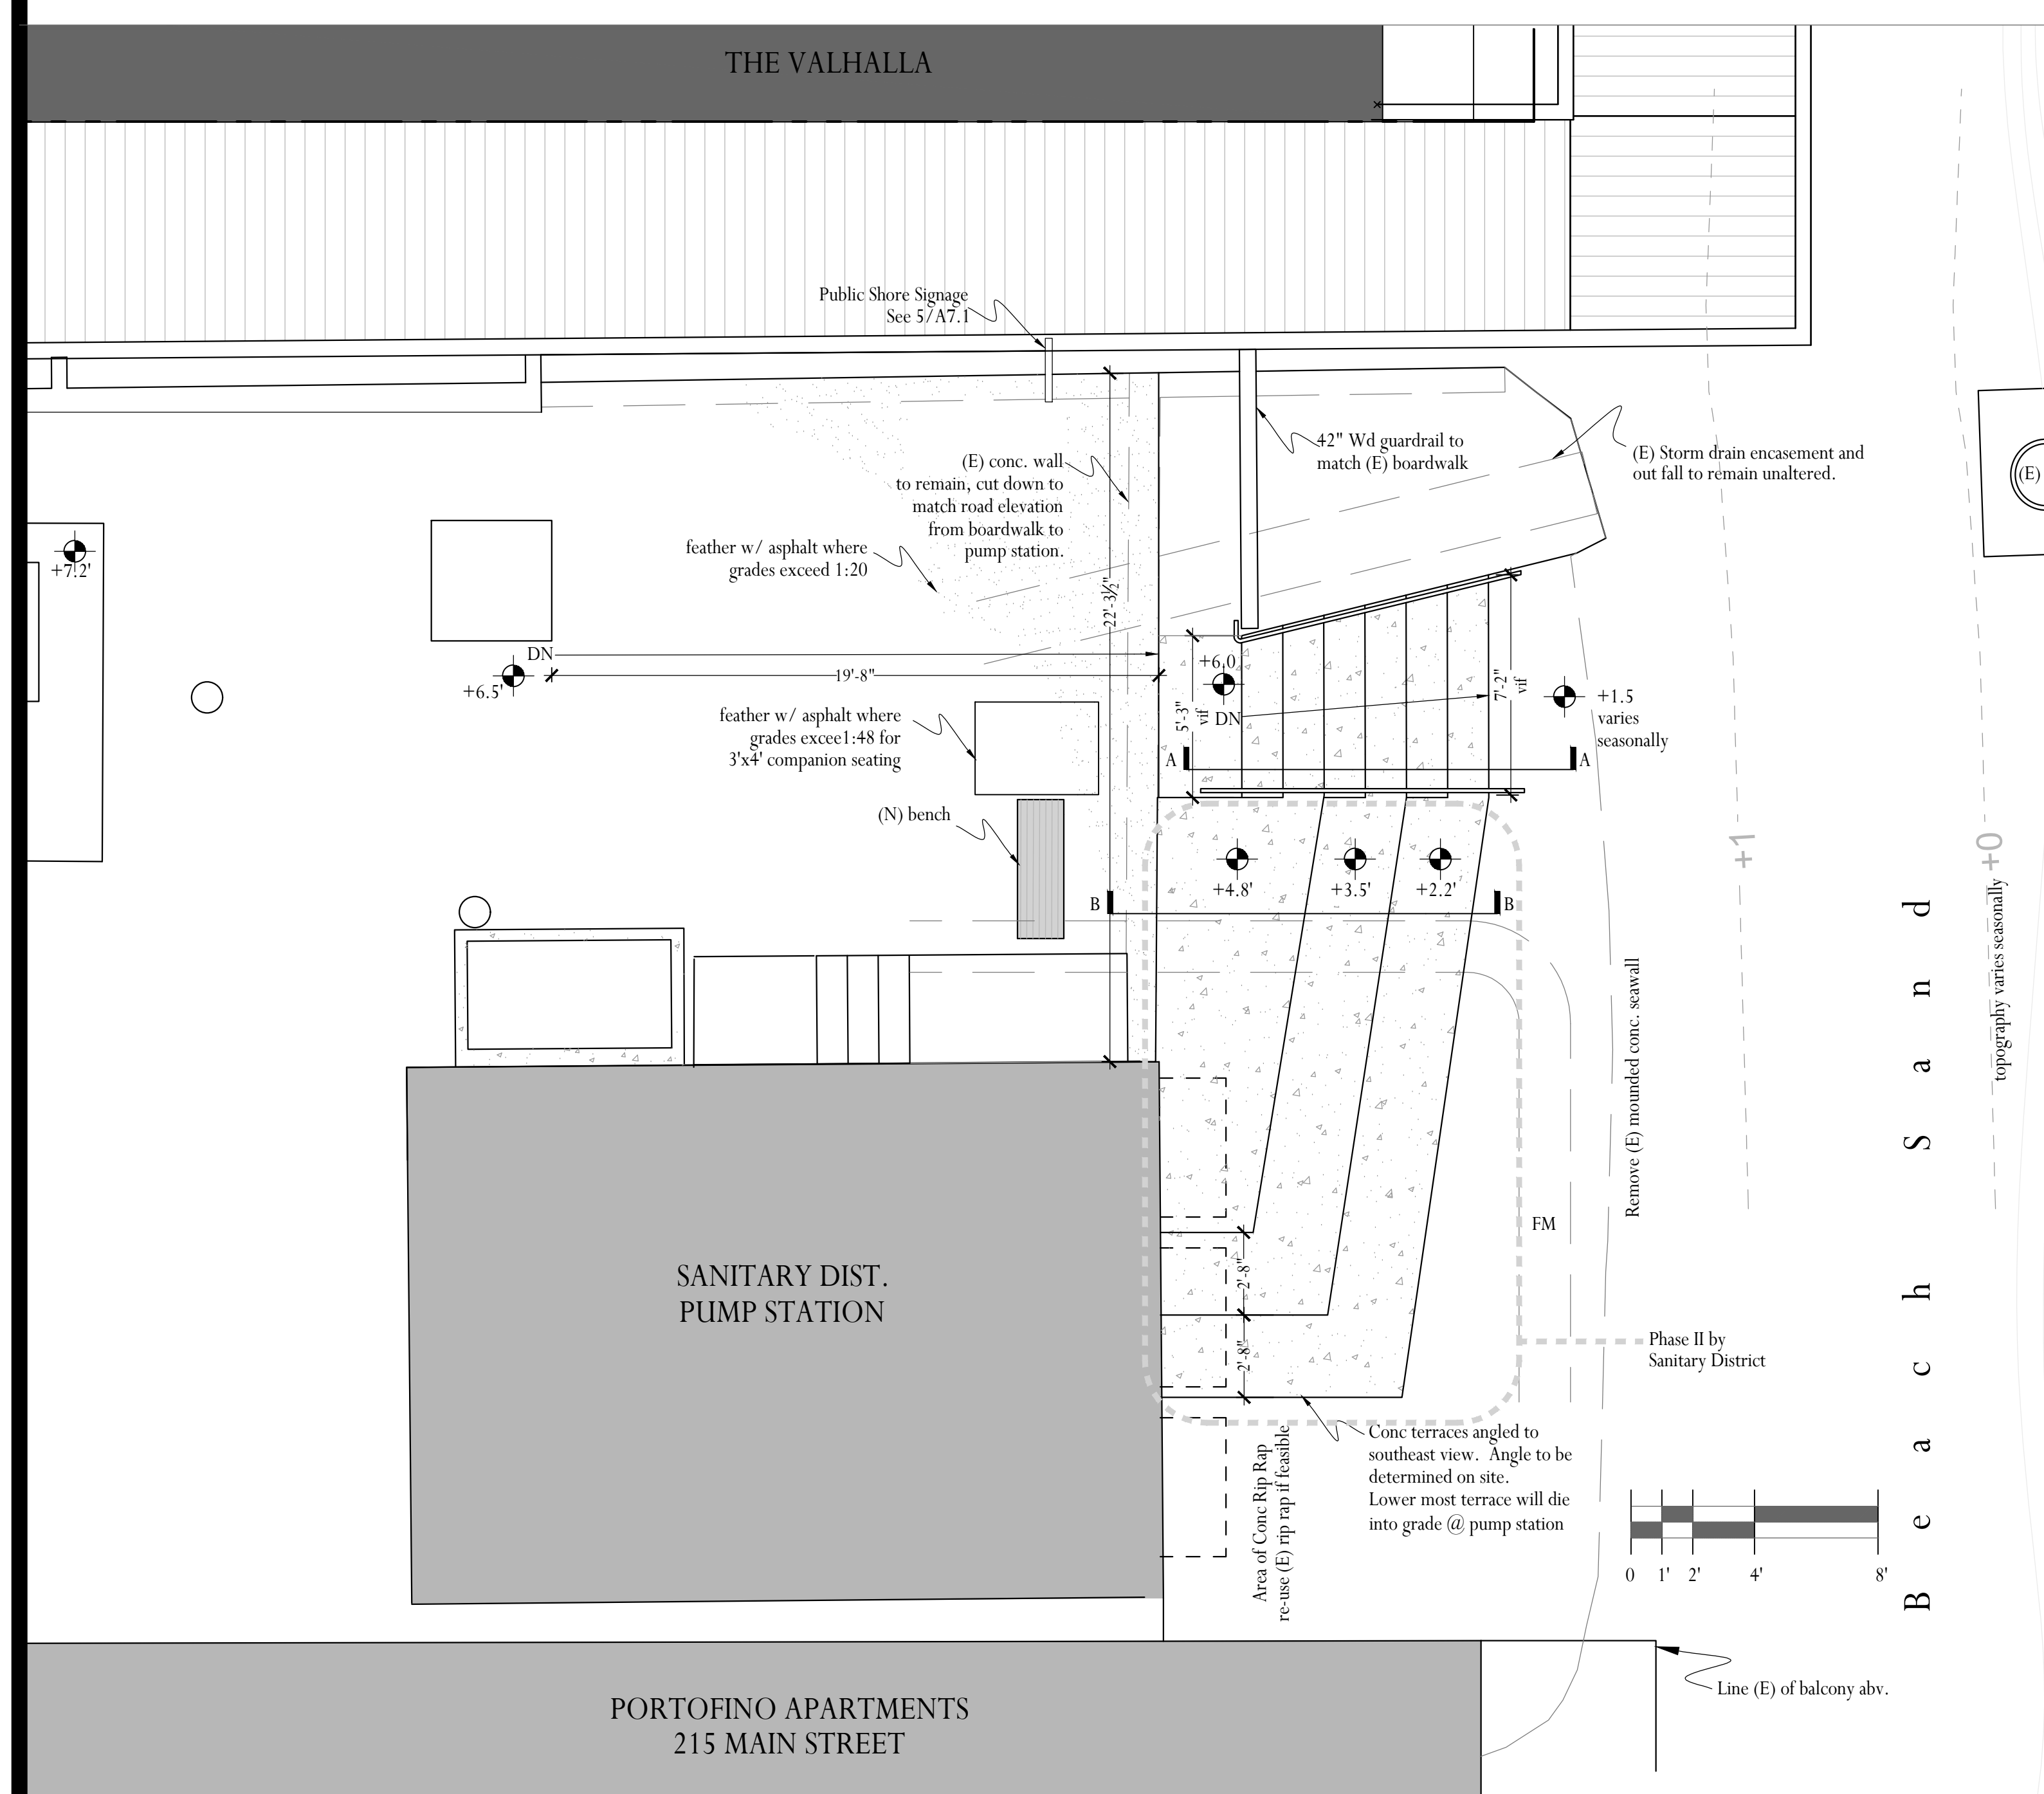 THE VALHALLA
Public Shore Signage
See 5/A7.1
42" Wd guardrail to
match (E) boardwalk
(E) Storm drain encasement and
out fall to remain unaltered.
(E)
(E) conc. wall
to remain, cut down to
match road elevation
from boardwalk to
pump station.
feather w/ asphalt where
grades exceed 1:20
+7.2'
22'-3½"
DN
+6.5'
19'-8"
+6.0
5'-3"
vif
DN
7'-2"
vif
+1.5
varies
seasonally
feather w/ asphalt where
grades excee1:48 for
3'x4' companion seating
A
A
(N) bench
+4.8'
+3.5'
+2.2'
B
B
+1
+0
topography varies seasonally
Remove (E) mounded conc. seawall
Beach Sand
SANITARY DIST.
PUMP STATION
2'-8"
2'-8"
FM
Phase II by
Sanitary District
Conc terraces angled to
southeast view.  Angle to be
determined on site.
Lower most terrace will die
into grade @ pump station
Area of Conc Rip Rap
re-use (E) rip rap if feasible
0 1' 2' 4' 8'
Line (E) of balcony abv.
PORTOFINO APARTMENTS
215 MAIN STREET